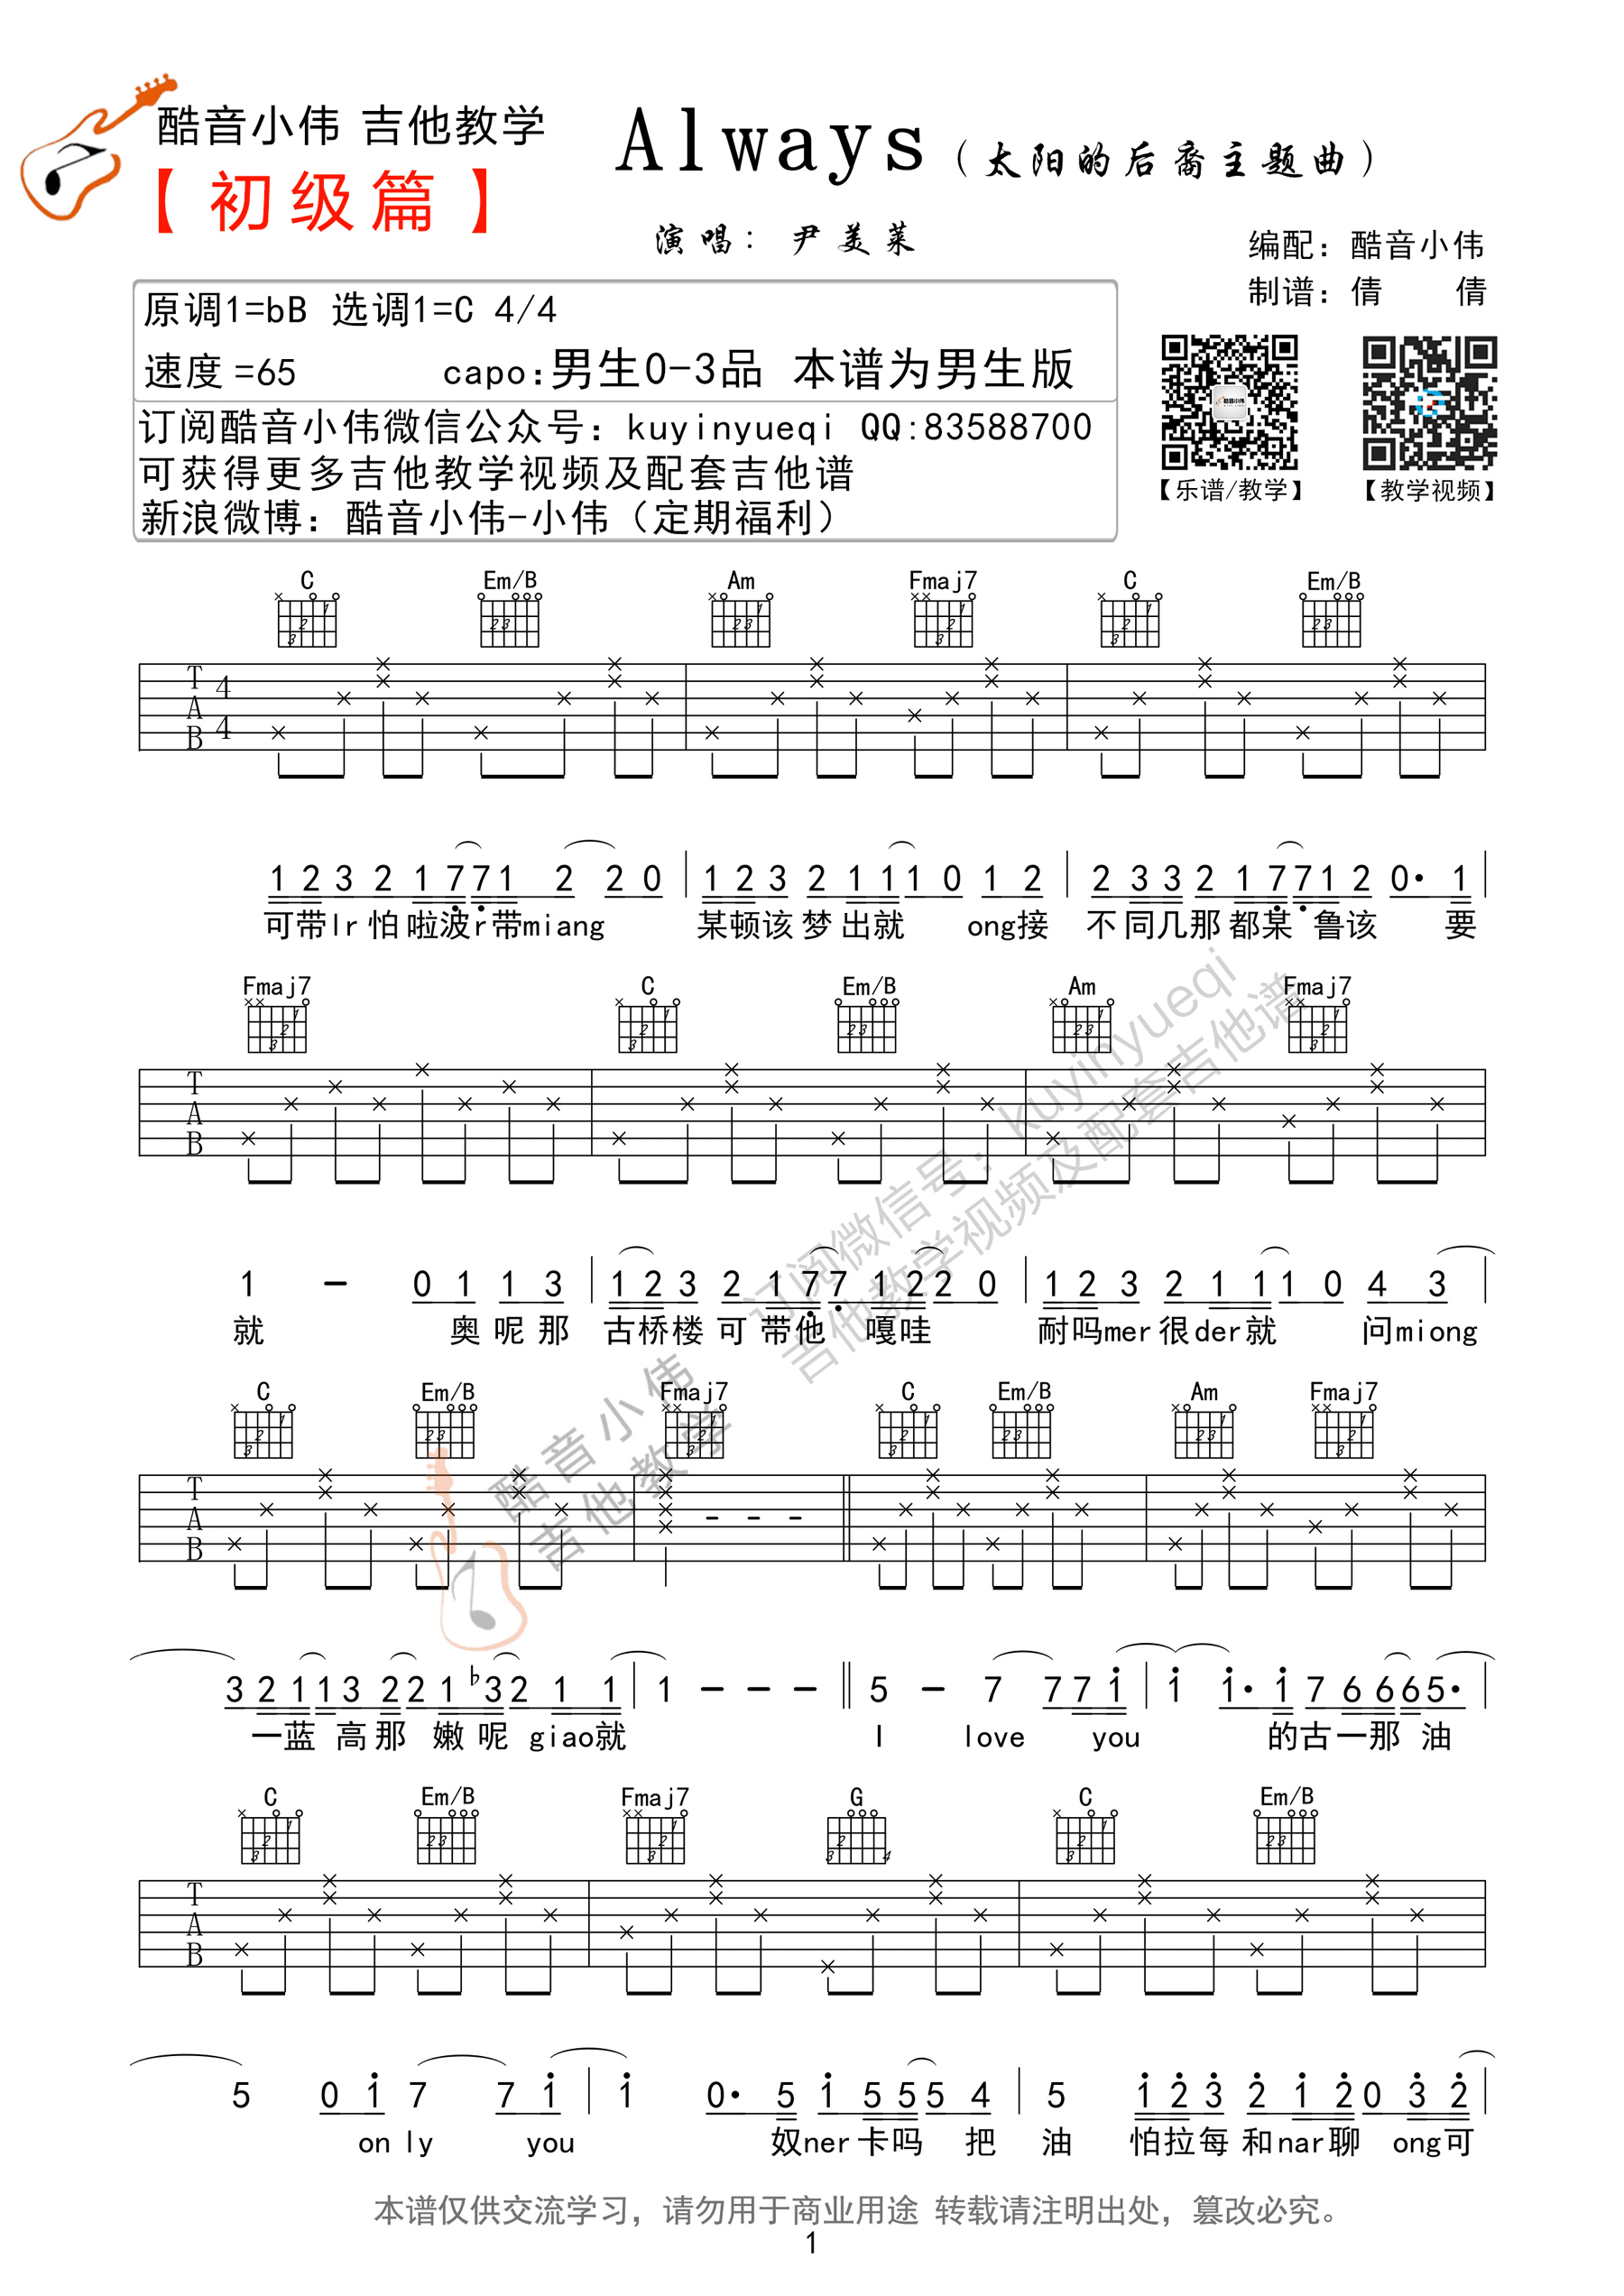 酷音小伟 吉他教学
【初级篇】
Always（太阳的后裔主题曲）
演唱：尹美莱
编配：酷音小伟
制谱：倩 倩
原调1=bB 选调1=C 4/4
速度=65 capo:男生0-3品 本谱为男生版
订阅酷音小伟微信公众号：kuyinyueqi QQ:83588700
可获得更多吉他教学视频及配套吉他谱
新浪微博：酷音小伟-小伟（定期福利）
【乐谱/教学】 【教学视频】
C Em/B Am Fmaj7 C Em/B
T A B 4/4
1 2 3 2 1 7 7 1 2 2 0 | 1 2 3 2 1 1 1 0 1 2 | 2 3 3 2 1 7 7 1 2 0· 1 |
可带lr怕啦波r带miang 某顿该梦出就 ong接 不同几那都某 鲁该 要
Fmaj7 C Em/B Am Fmaj7
T A B
1 - 0 1 1 3 | 1 2 3 2 1 7 7 1 2 2 0 | 1 2 3 2 1 1 1 0 4 3 |
就 奥呢那 古桥楼可带他 嘎哇 耐吗mer很der就 问miong
C Em/B Fmaj7 C Em/B Am Fmaj7
T A B
3 2 1 1 3 2 2 1 b3 2 1 1 | 1 - - - || 5 - 7 7 7 1 | 1 1· 1 7 6 6 6 5· |
一蓝高那 嫩呢 giao就 I love you 的古一那 油
C Em/B Fmaj7 G C Em/B
T A B
5 0 1 7 7 1 | 1 0· 5 1 5 5 5 4 | 5 1 2 3 2 1 2 0 3 2 |
only you 奴ner卡吗 把 油 怕拉每和nar聊 ong可
订阅微信号：kuyinyueqi
吉他教学视频及配套吉他谱
酷音小伟
吉他教学
本谱仅供交流学习，请勿用于商业用途 转载请注明出处，篡改必究。
1